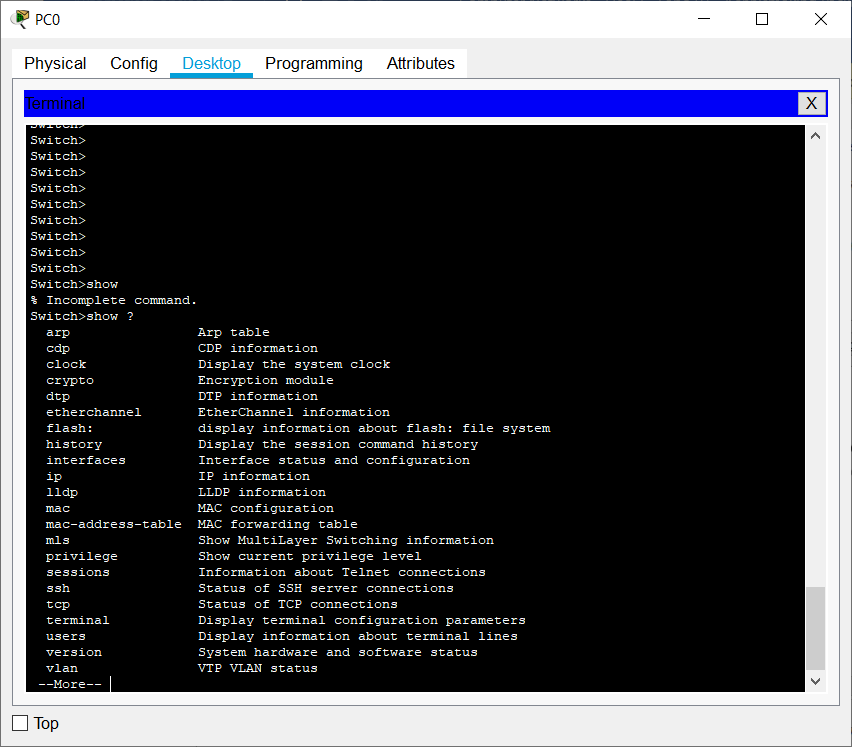 PC0
Physical Config Desktop Programming Attributes
Terminal X
Switch>
Switch>
Switch>
Switch>
Switch>
Switch>
Switch>
Switch>
Switch>
Switch>
Switch>show
% Incomplete command.
Switch>show ?
  arp                Arp table
  cdp                CDP information
  clock              Display the system clock
  crypto             Encryption module
  dtp                DTP information
  etherchannel       EtherChannel information
  flash:             display information about flash: file system
  history            Display the session command history
  interfaces         Interface status and configuration
  ip                 IP information
  lldp               LLDP information
  mac                MAC configuration
  mac-address-table  MAC forwarding table
  mls                Show MultiLayer Switching information
  privilege          Show current privilege level
  sessions           Information about Telnet connections
  ssh                Status of SSH server connections
  tcp                Status of TCP connections
  terminal           Display terminal configuration parameters
  users              Display information about terminal lines
  version            System hardware and software status
  vlan               VTP VLAN status
 --More--
Top